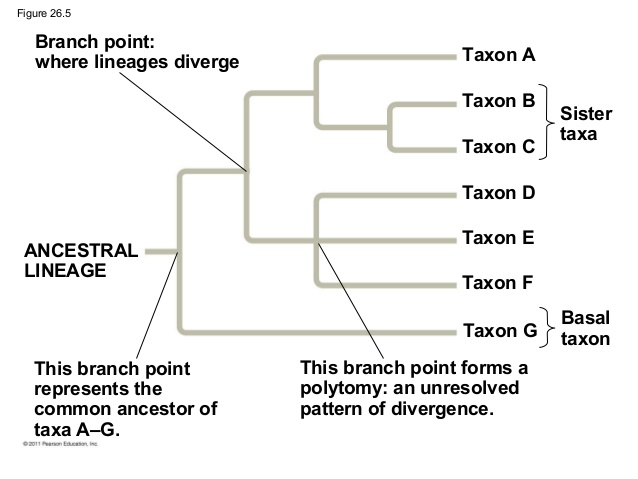 Figure 26.5
Branch point:
where lineages diverge
Taxon A
Taxon B
Sister
taxa
Taxon C
Taxon D
ANCESTRAL
LINEAGE
Taxon E
Taxon F
Taxon G
Basal
taxon
This branch point
represents the
common ancestor of
taxa A–G.
This branch point forms a
polytomy: an unresolved
pattern of divergence.
© 2011 Pearson Education, Inc.